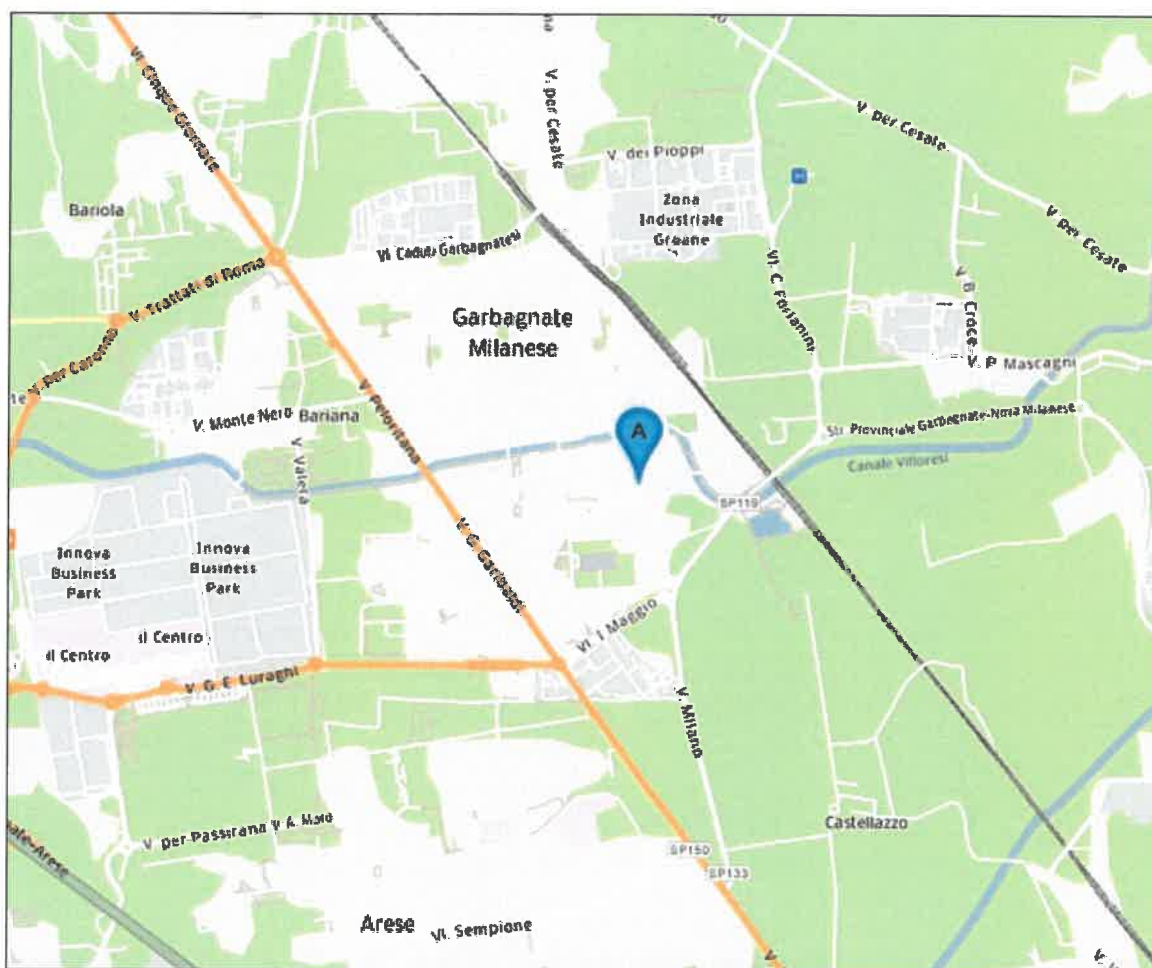 Vl. Cinque Giornate
V. per Cesate
V. dei Pioppi
V. per Cesate
H
Bariola
Zona
Industriale
Groane
V. per Cesate
Vl. Caduti Garbagnatesi
V. Trattati di Roma
Vl. C. Forlanini
V. B. Croce
Garbagnate
Milanese
V. P. Mascagni
V. Monte Nero
Bariana
V. Peloritana
A
Str. Provinciale Garbagnate-Nova Milanese
V. Valera
Canale Villoresi
SP119
Innova
Business
Park
Innova
Business
Park
V. G. Garibaldi
il Centro
il Centro
Vl. I Maggio
V. G. E. Luraghi
V. Milano
V. per Passirana
V. A. Moro
Castellazzo
SP150
SP133
Arese
Vl. Sempione